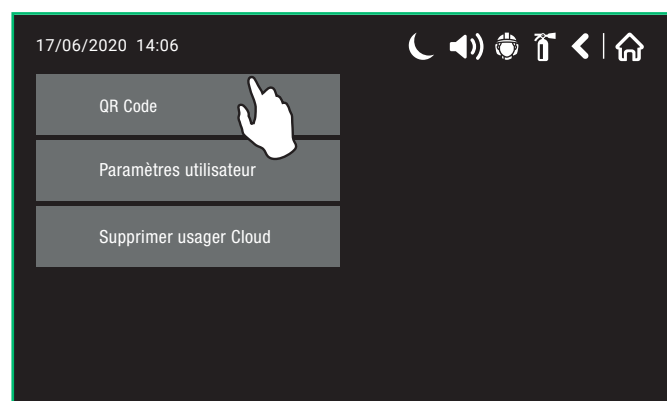 17/06/2020 14:06
QR Code
Paramètres utilisateur
Supprimer usager Cloud